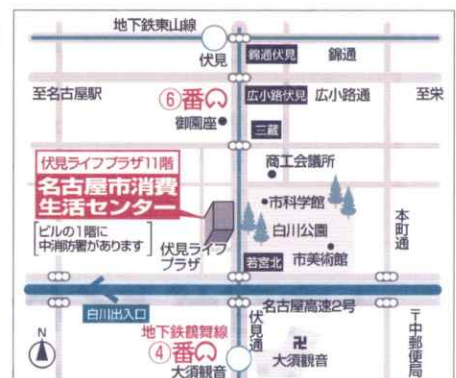 地下鉄東山線
伏見
錦通伏見
錦通
至名古屋駅
⑥番
広小路伏見
広小路通
至栄
御園座
三蔵
商工会議所
伏見ライフプラザ11階
名古屋市消費
生活センター
ビルの1階に
中消防署があります
市科学館
白川公園
本町通
伏見ライフ
プラザ
若宮北
市美術館
白川出入口
名古屋高速2号
伏見通
N
地下鉄鶴舞線
④番
大須観音
卍
大須観音
〒中郵便局